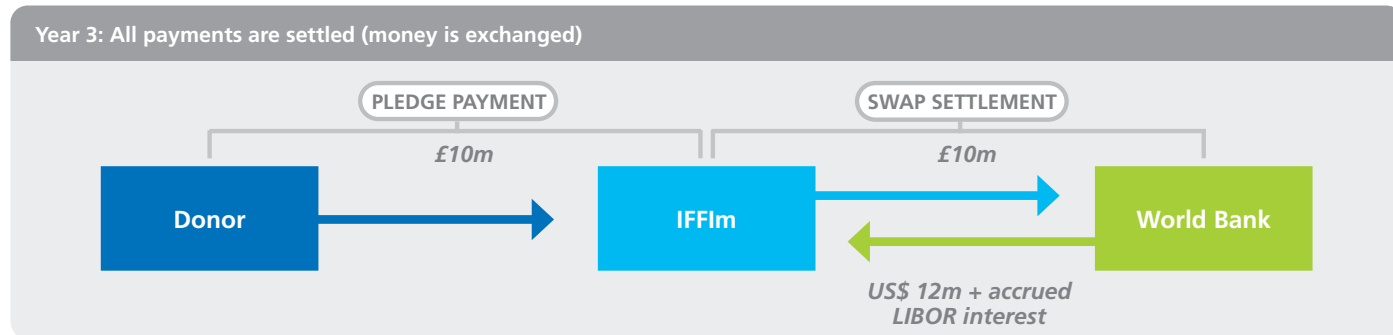 Year 3: All payments are settled (money is exchanged)
PLEDGE PAYMENT
SWAP SETTLEMENT
£10m
£10m
Donor
IFFIm
World Bank
US$ 12m + accrued
LIBOR interest